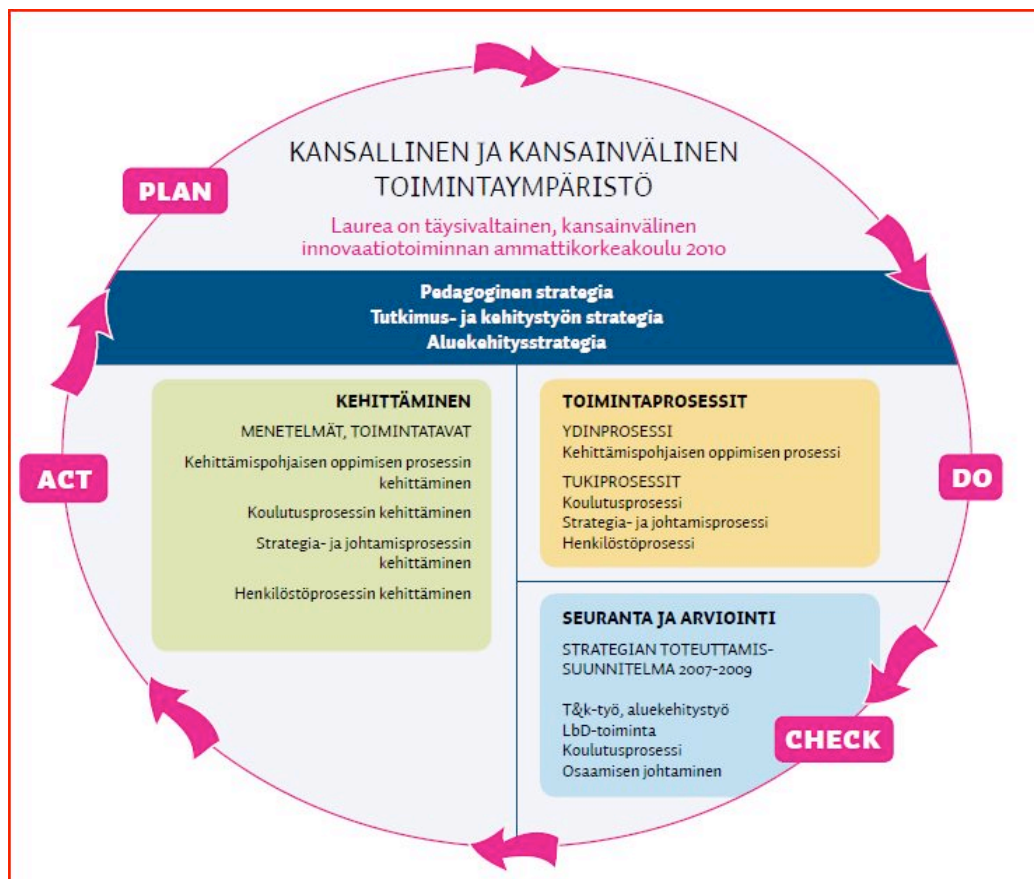 PLAN
KANSALLINEN JA KANSAINVÄLINEN
TOIMINTAYMPÄRISTÖ
Laurea on täysivaltainen, kansainvälinen
innovaatiotoiminnan ammattikorkeakoulu 2010
Pedagoginen strategia
Tutkimus- ja kehitystyön strategia
Aluekehitysstrategia
ACT
KEHITTÄMINEN
MENETELMÄT, TOIMINTATAVAT
Kehittämispohjaisen oppimisen prosessin
kehittäminen
Koulutusprosessin kehittäminen
Strategia- ja johtamisprosessin
kehittäminen
Henkilöstöprosessin kehittäminen
TOIMINTAPROSESSIT
YDINPROSESSI
Kehittämispohjaisen oppimisen prosessi
TUKIPROSESSIT
Koulutusprosessi
Strategia- ja johtamisprosessi
Henkilöstöprosessi
DO
SEURANTA JA ARVIOINTI
STRATEGIAN TOTEUTTAMIS-
SUUNNITELMA 2007-2009
T&k-työ, aluekehitystyö
LbD-toiminta
Koulutusprosessi
Osaamisen johtaminen
CHECK